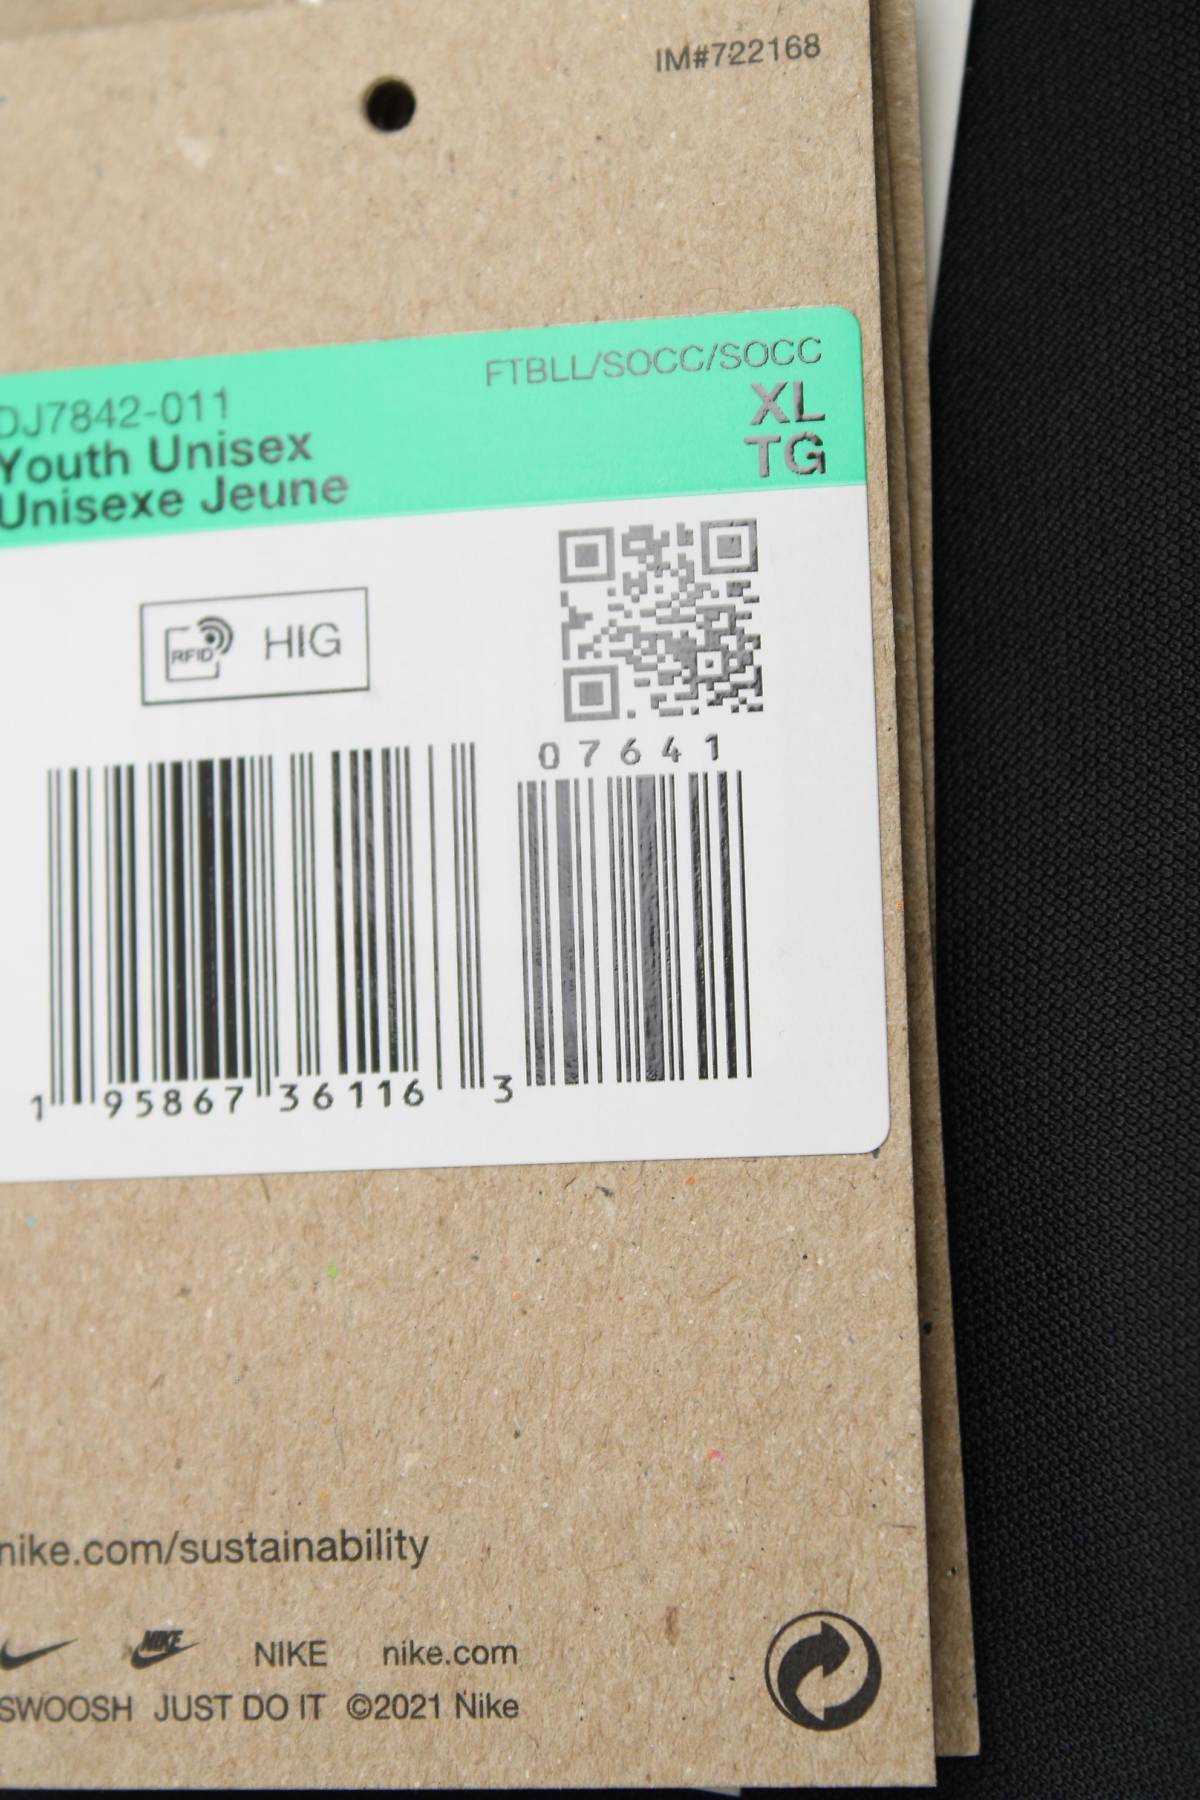 IM#722168
FTBLL/SOCC/SOCC
DJ7842-011
XL
Youth Unisex
TG
Unisexe Jeune
RFID HIG
07641
1 95867 36116 3
nike.com/sustainability
NIKE NIKE nike.com
SWOOSH JUST DO IT ©2021 Nike